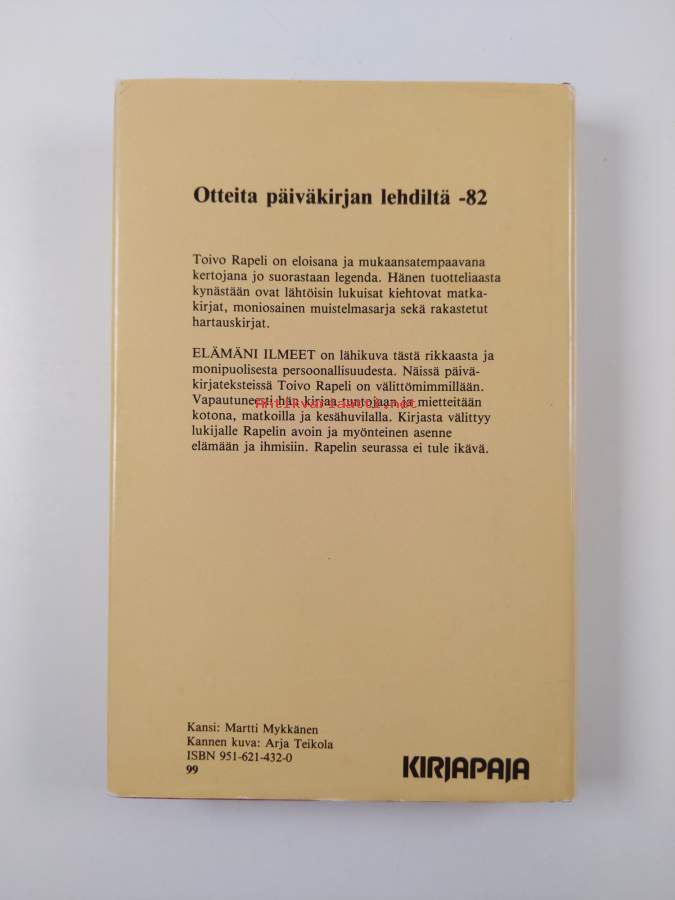 Otteita päiväkirjan lehdiltä -82
Toivo Rapeli on eloisana ja mukaansatempaavana
kertojana jo suorastaan legenda. Hänen tuotteliaasta
kynästään ovat lähtöisin lukuisat kiehtovat matka-
kirjat, moniosainen muistelmasarja sekä rakastetut
hartauskirjat.
ELÄMÄNI ILMEET on lähikuva tästä rikkaasta ja
monipuolisesta persoonallisuudesta. Näissä päivä-
kirjateksteissä Toivo Rapeli on välittömimmillään.
Vapautuneesti hän kirjaa tuntojaan ja mietteitään
Antikvariaatti.net
kotona, matkoilla ja kesähuvilalla. Kirjasta välittyy
lukijalle Rapelin avoin ja myönteinen asenne
elämään ja ihmisiin. Rapelin seurassa ei tule ikävä.
Kansi: Martti Mykkänen
Kannen kuva: Arja Teikola
ISBN 951-621-432-0
99
KIRJAPAJA